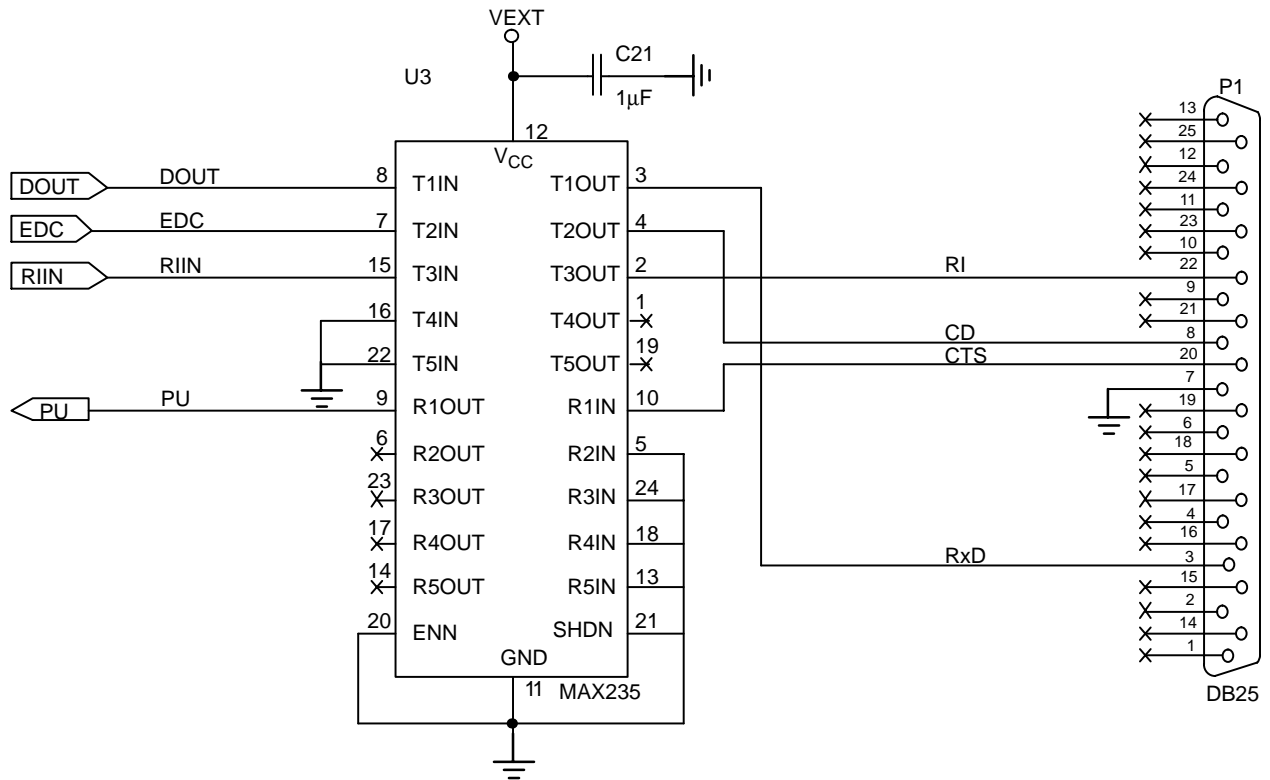 VEXT
C21
U3
1μF
P1
12
VCC
DOUT DOUT 8 T1IN T1OUT 3
EDC EDC 7 T2IN T2OUT 4
RIIN RIIN 15 T3IN T3OUT 2 RI
16 T4IN T4OUT 1
22 T5IN T5OUT 19
CD
CTS
PU PU 9 R1OUT R1IN 10
6 R2OUT R2IN 5
23 R3OUT R3IN 24
17 R4OUT R4IN 18
14 R5OUT R5IN 13
RxD
20 ENN SHDN 21
GND
11 MAX235
13
25
12
24
11
23
10
22
9
21
8
20
7
19
6
18
5
17
4
16
3
15
2
14
1
DB25